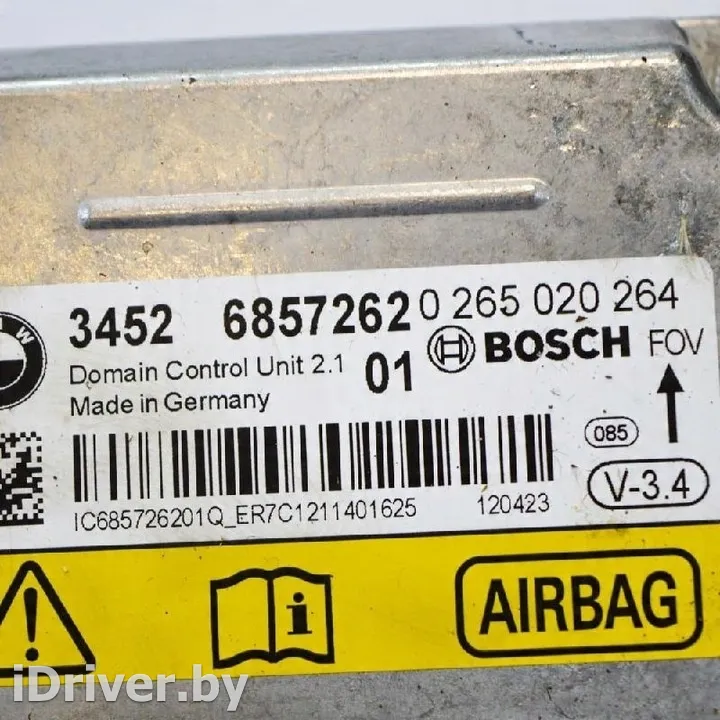 3452 6857262 0 265 020 264
Domain Control Unit 2.1 01 BOSCH FOV
Made in Germany
085
V-3.4
IC685726201Q_ER7C1211401625 120423
AIRBAG
iDriver.by